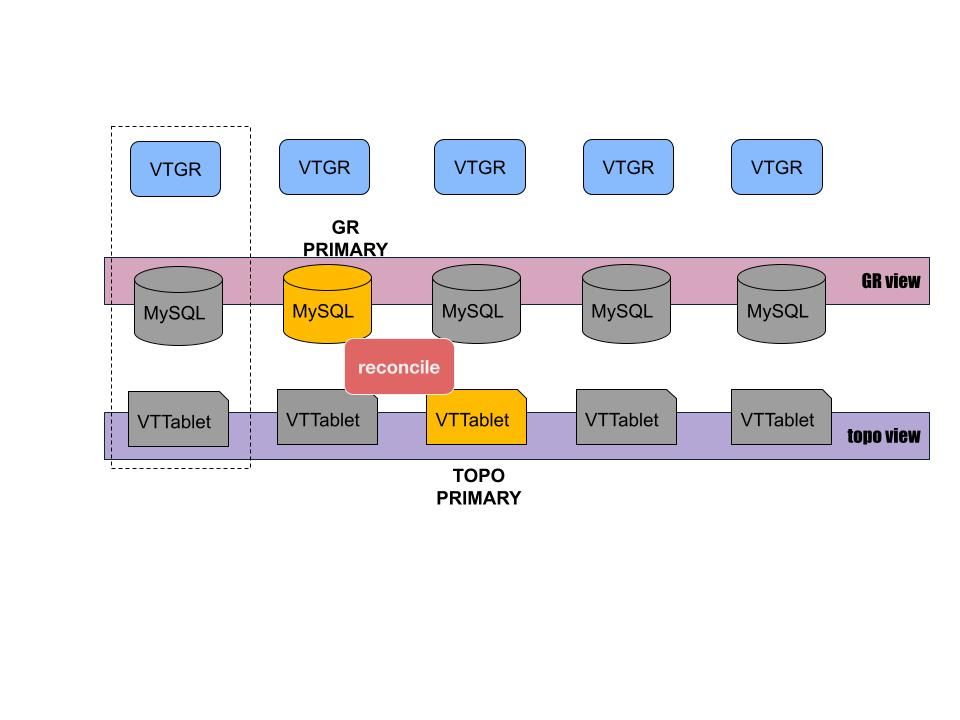 VTGR VTGR VTGR VTGR VTGR
GR
PRIMARY
GR view
MySQL MySQL MySQL MySQL MySQL
reconcile
VTTablet VTTablet VTTablet VTTablet VTTablet
topo view
TOPO
PRIMARY